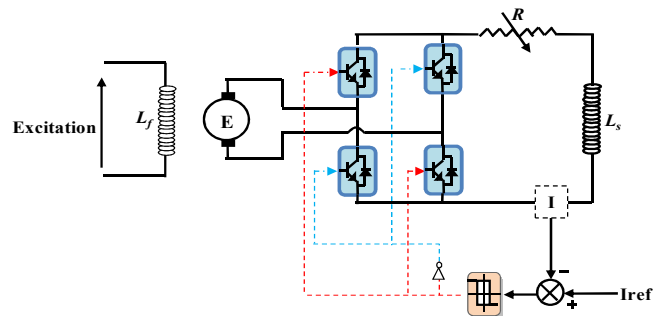 R
Excitation
L_f
E
L_s
I
Iref
−
+